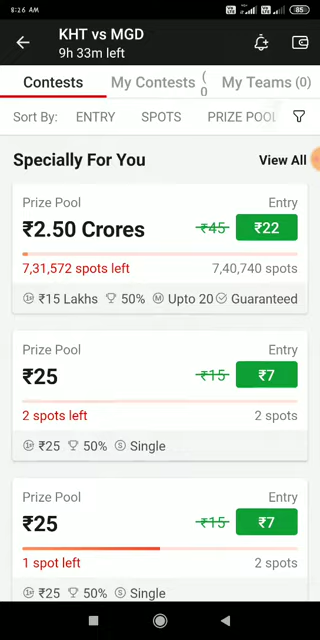 8:26 AM 85
KHT vs MGD
9h 33m left
Contests My Contests (0 My Teams (0)
Sort By: ENTRY SPOTS PRIZE POOL
Specially For You View All
Prize Pool Entry
₹2.50 Crores ₹45 ₹22
7,31,572 spots left 7,40,740 spots
1st ₹15 Lakhs 50% M Upto 20 Guaranteed
Prize Pool Entry
₹25 ₹15 ₹7
2 spots left 2 spots
1st ₹25 50% S Single
Prize Pool Entry
₹25 ₹15 ₹7
1 spot left 2 spots
1st ₹25 50% S Single